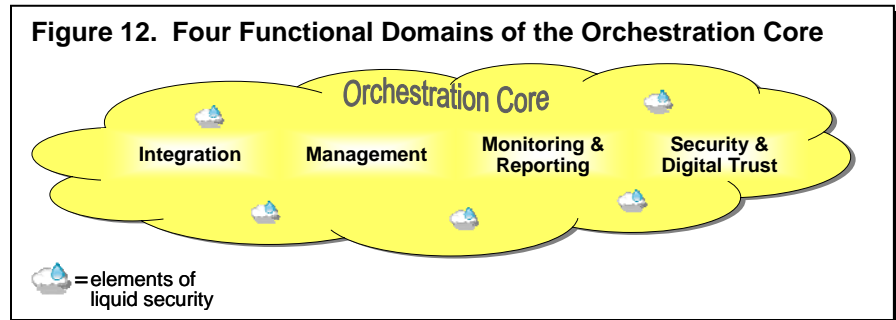 Figure 12. Four Functional Domains of the Orchestration Core
Orchestration Core
Integration
Management
Monitoring &
Reporting
Security &
Digital Trust
=elements of
liquid security